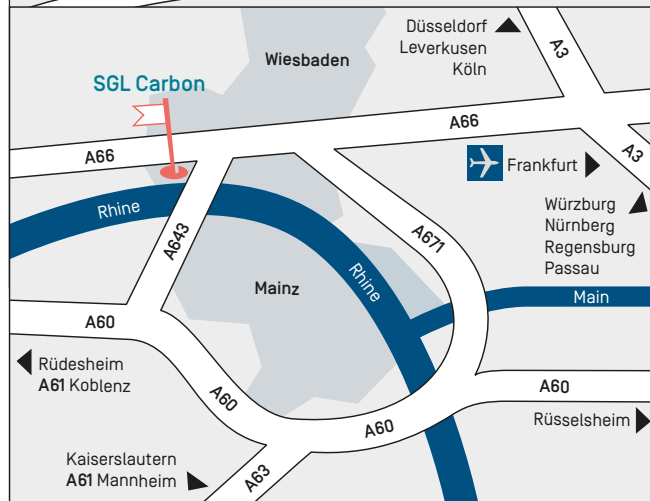 Düsseldorf
Leverkusen
Köln
A3
Wiesbaden
SGL Carbon
A66
A66
A3
Frankfurt
Würzburg
Nürnberg
Regensburg
Passau
Rhine
A643
A671
Rhine
Mainz
Main
A60
Rüdesheim
A61 Koblenz
A60
A60
A60
Rüsselsheim
Kaiserslautern
A61 Mannheim
A63